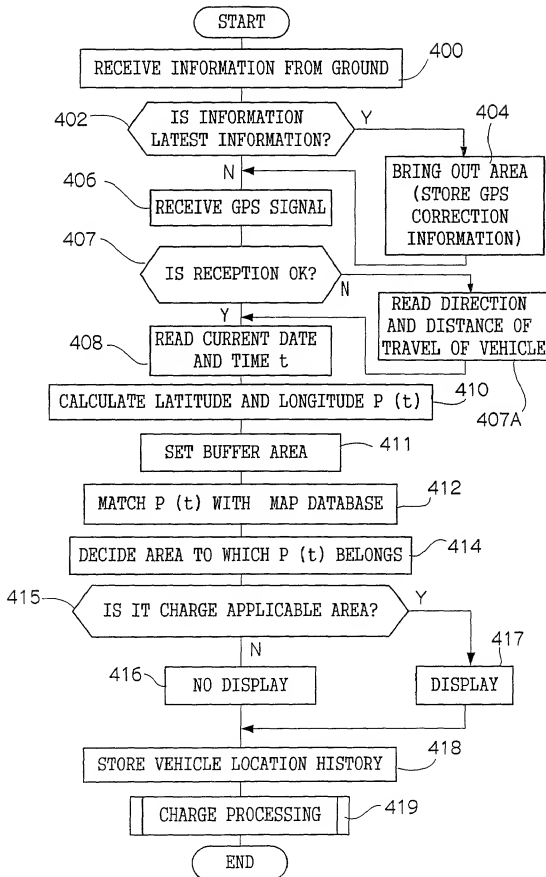 START
RECEIVE INFORMATION FROM GROUND
400
402
IS INFORMATION
LATEST INFORMATION?
Y
404
N
BRING OUT AREA
(STORE GPS
CORRECTION
INFORMATION)
406
RECEIVE GPS SIGNAL
407
IS RECEPTION OK?
N
Y
READ DIRECTION
AND DISTANCE OF
TRAVEL OF VEHICLE
407A
408
READ CURRENT DATE
AND TIME t
CALCULATE LATITUDE AND LONGITUDE P (t)
410
SET BUFFER AREA
411
MATCH P (t) WITH MAP DATABASE
412
DECIDE AREA TO WHICH P (t) BELONGS
414
415
IS IT CHARGE APPLICABLE AREA?
Y
N
416
NO DISPLAY
417
DISPLAY
STORE VEHICLE LOCATION HISTORY
418
CHARGE PROCESSING
419
END